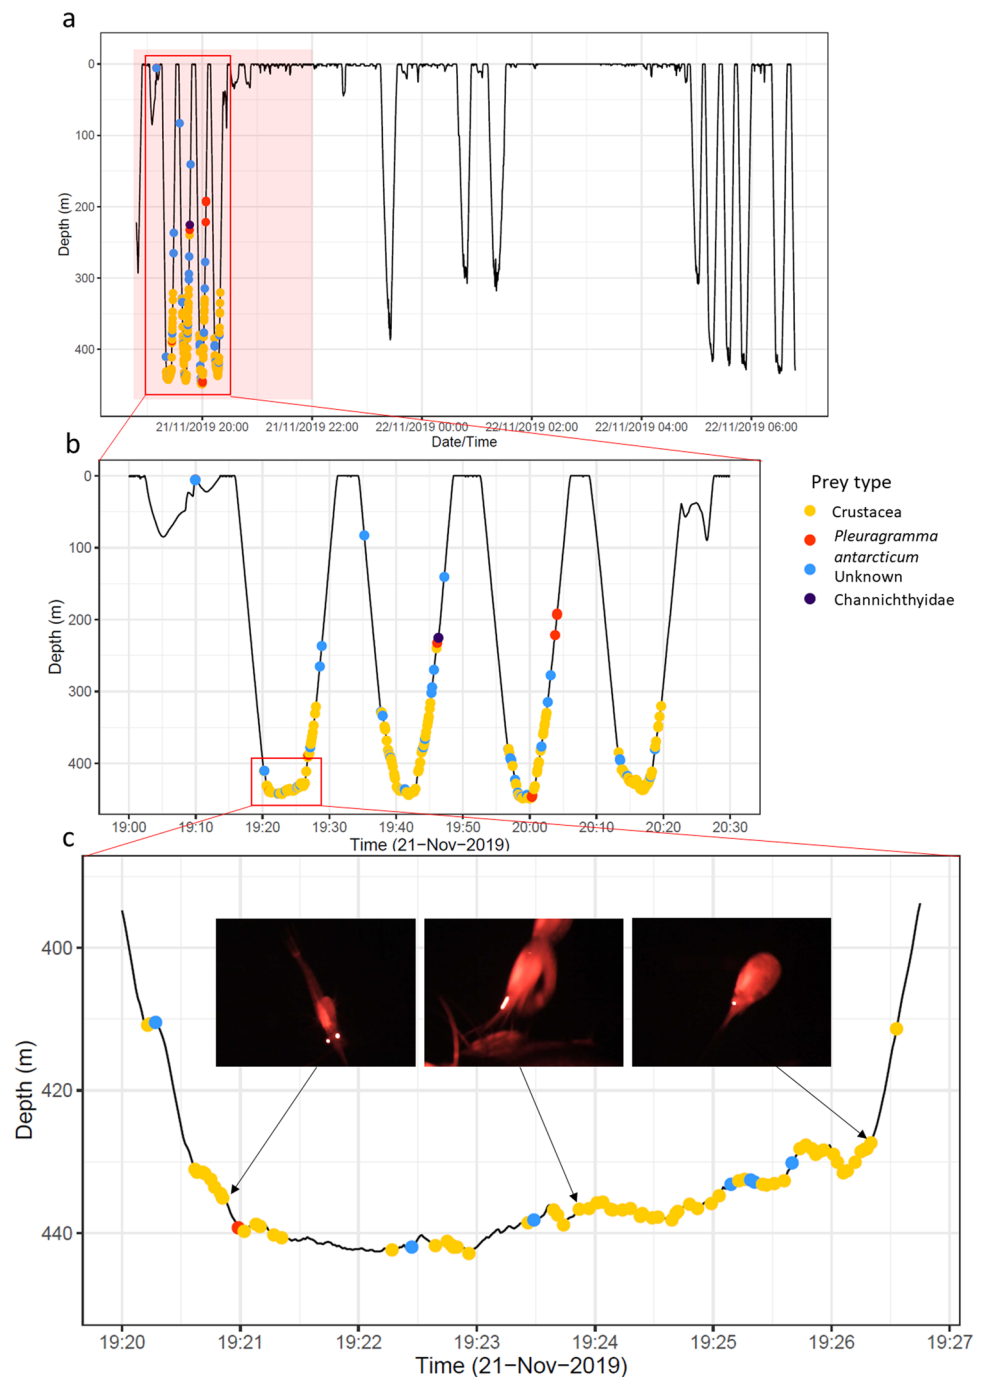 a
0
100
200
300
400
Depth (m)
21/11/2019 20:00
21/11/2019 22:00
22/11/2019 00:00
22/11/2019 02:00
22/11/2019 04:00
22/11/2019 06:00
Date/Time
b
0
100
200
300
400
Depth (m)
19:00
19:10
19:20
19:30
19:40
19:50
20:00
20:10
20:20
20:30
Time (21−Nov−2019)
Prey type
Crustacea
Pleuragramma
antarcticum
Unknown
Channichthyidae
c
400
420
440
Depth (m)
19:20
19:21
19:22
19:23
19:24
19:25
19:26
19:27
Time (21−Nov−2019)